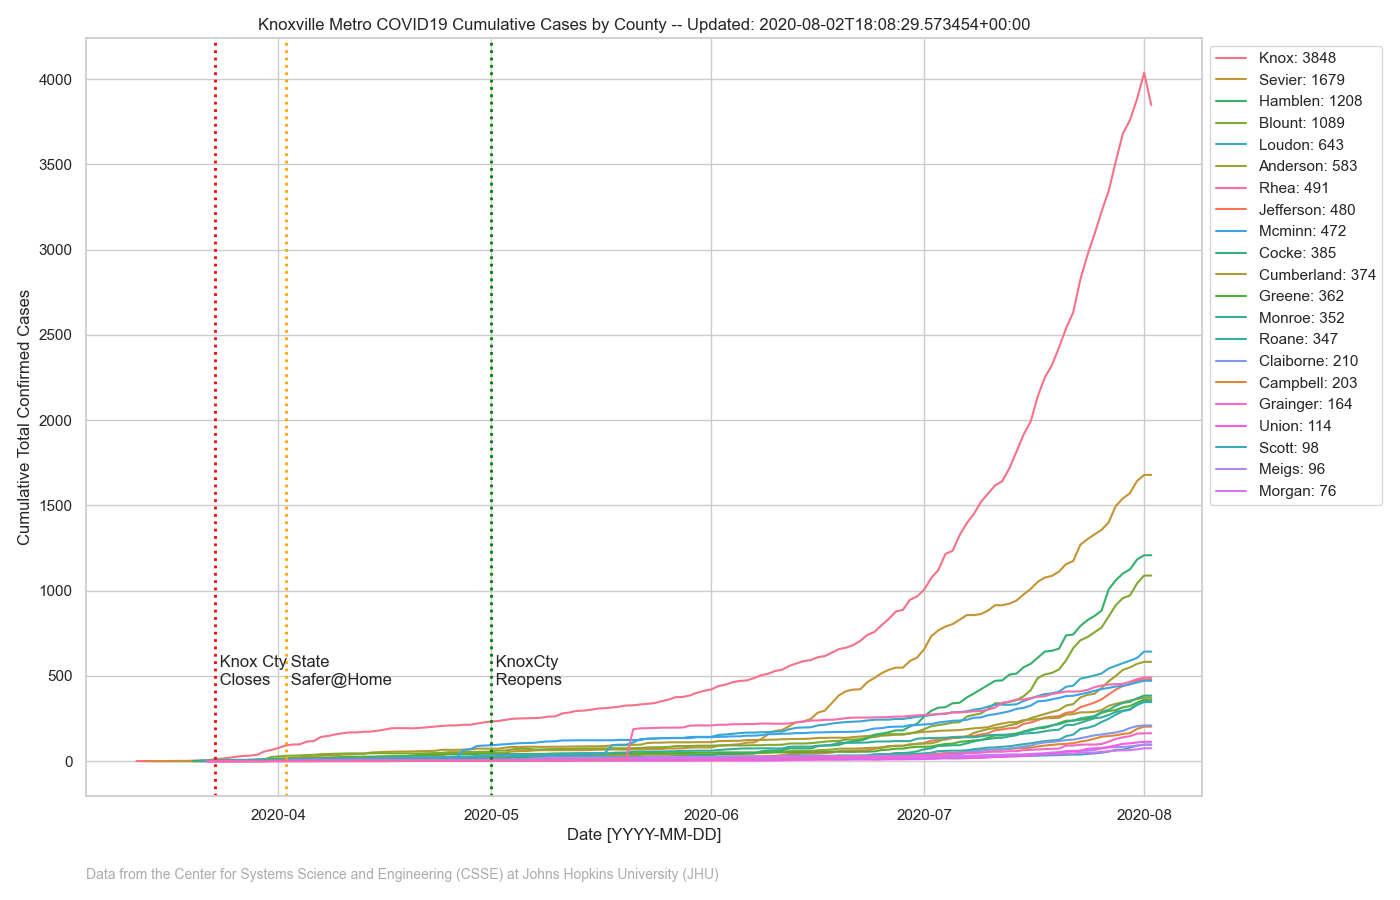 Knoxville Metro COVID19 Cumulative Cases by County -- Updated: 2020-08-02T18:08:29.573454+00:00
Cumulative Total Confirmed Cases
4000
3500
3000
2500
2000
1500
1000
500
0
Knox Cty
Closes
State
Safer@Home
KnoxCty
Reopens
2020-04
2020-05
2020-06
2020-07
2020-08
Date [YYYY-MM-DD]
Knox: 3848
Sevier: 1679
Hamblen: 1208
Blount: 1089
Loudon: 643
Anderson: 583
Rhea: 491
Jefferson: 480
Mcminn: 472
Cocke: 385
Cumberland: 374
Greene: 362
Monroe: 352
Roane: 347
Claiborne: 210
Campbell: 203
Grainger: 164
Union: 114
Scott: 98
Meigs: 96
Morgan: 76
Data from the Center for Systems Science and Engineering (CSSE) at Johns Hopkins University (JHU)